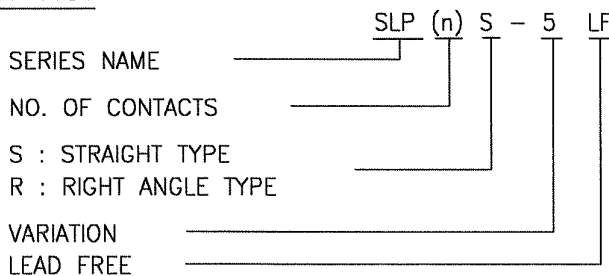 SLP (n) S - 5 LF
SERIES NAME
NO. OF CONTACTS
S : STRAIGHT TYPE
R : RIGHT ANGLE TYPE
VARIATION
LEAD FREE